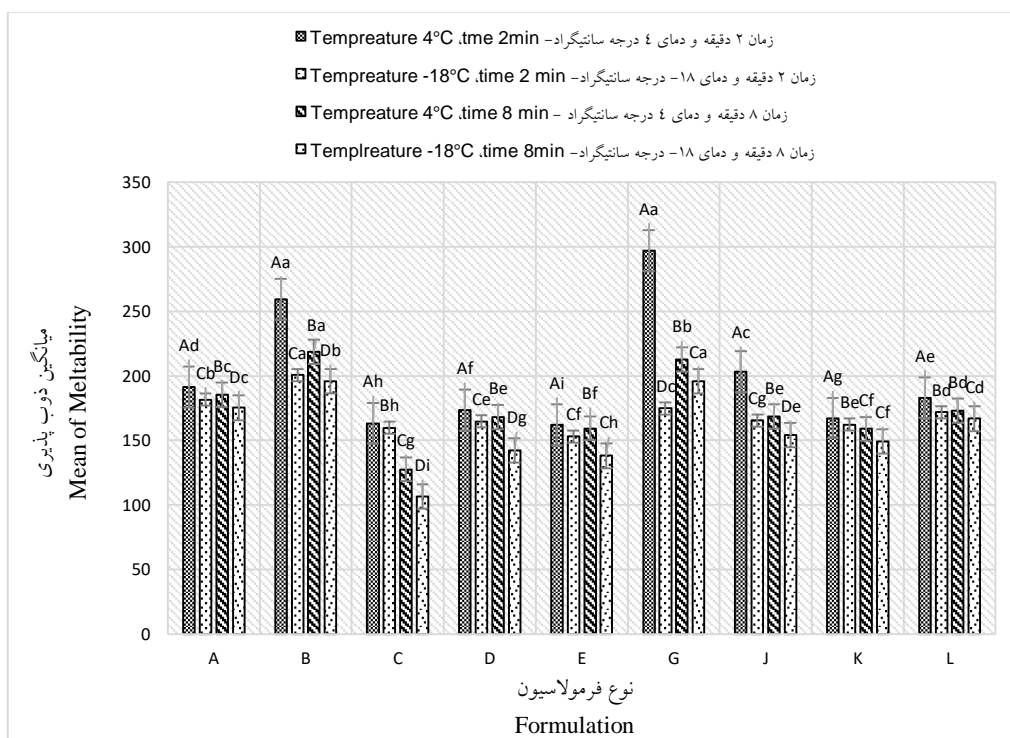 Tempreature 4°C ،tme 2min -زمان ۲ دقیقه و دمای ٤ درجه سانتیگراد
Tempreature -18°C ،time 2 min -زمان ۲ دقیقه و دمای ۱۸- درجه سانتیگراد
Tempreature 4°C ،time 8 min - زمان ۸ دقیقه و دمای ٤ درجه سانتیگراد
Templreature -18°C ،time 8min -زمان ۸ دقیقه و دمای ۱۸- درجه سانتیگراد
میانگین ذوب پذیری
Mean of Meltability
350
300
250
200
150
100
50
0
Ad Cb Bc Dc
Aa Ca Ba Db
Ah Bh Cg Di
Af Ce Be Dg
Ai Cf Bf Ch
Aa Dc Bb Ca
Ac Cg Be De
Ag Be Cf Cf
Ae Bd Bd Cd
A B C D E G J K L
نوع فرمولاسیون
Formulation